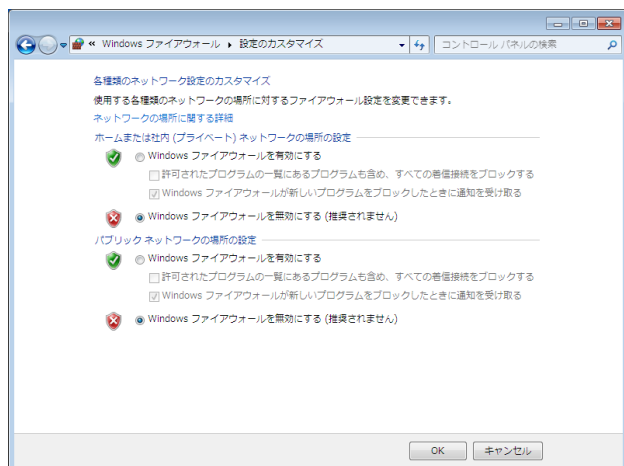 « Windows ファイアウォール ▸ 設定のカスタマイズ
コントロール パネルの検索
各種類のネットワーク設定のカスタマイズ
使用する各種類のネットワークの場所に対するファイアウォール設定を変更できます。
ネットワークの場所に関する詳細
ホームまたは社内 (プライベート) ネットワークの場所の設定
Windows ファイアウォールを有効にする
許可されたプログラムの一覧にあるプログラムも含め、すべての着信接続をブロックする
Windows ファイアウォールが新しいプログラムをブロックしたときに通知を受け取る
Windows ファイアウォールを無効にする (推奨されません)
パブリック ネットワークの場所の設定
Windows ファイアウォールを有効にする
許可されたプログラムの一覧にあるプログラムも含め、すべての着信接続をブロックする
Windows ファイアウォールが新しいプログラムをブロックしたときに通知を受け取る
Windows ファイアウォールを無効にする (推奨されません)
OK
キャンセル